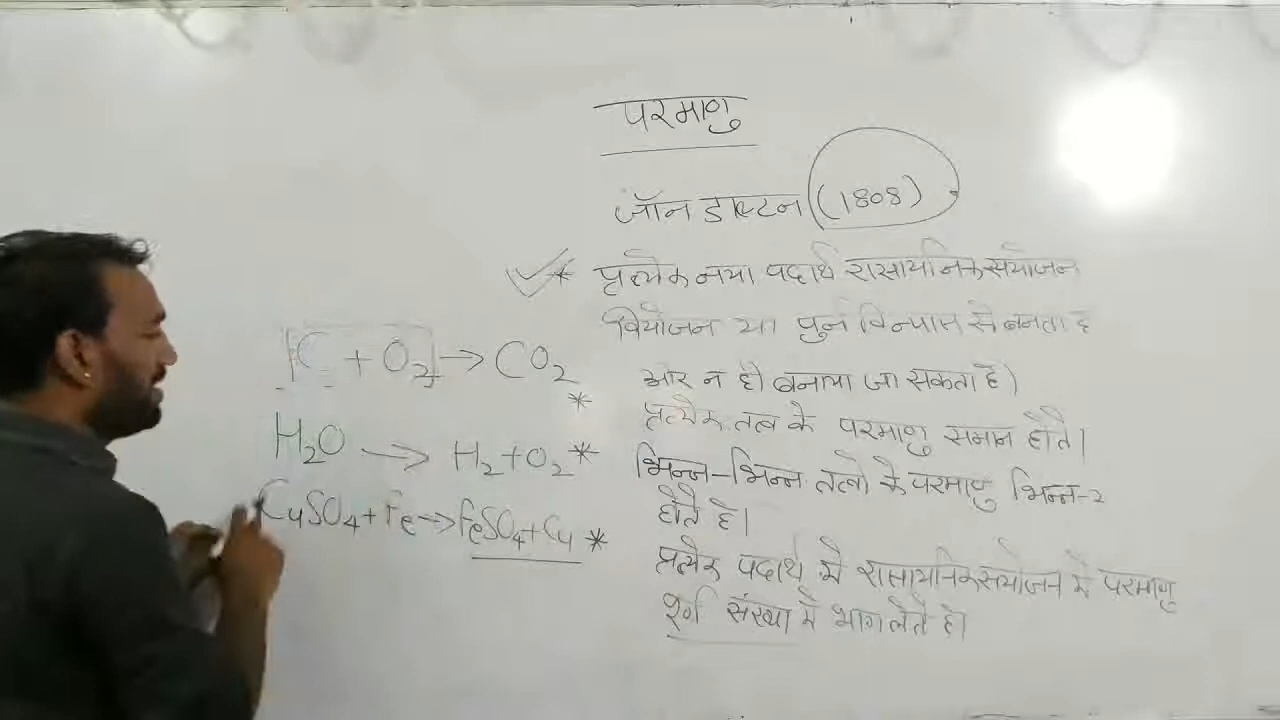 परमाणु
जॉन डाल्टन (1808)
* प्रत्येक नया पदार्थ रासायनिक संयोजन
वियोजन या पुन विन्यास से बनता है
और न ही बनाया जा सकता है)
* प्रत्येक तत्व के परमाणु समान होते।
* भिन्न-भिन्न तत्वो के परमाणु भिन्न-2
होते है।
* प्रत्येक पदार्थ मे रासायनिक संयोजन मे परमाणु
पूर्ण संख्या मे भाग लेते है।
C + O₂ → CO₂
H₂O → H₂+O₂
CuSO₄+Fe→FeSO₄+Cu